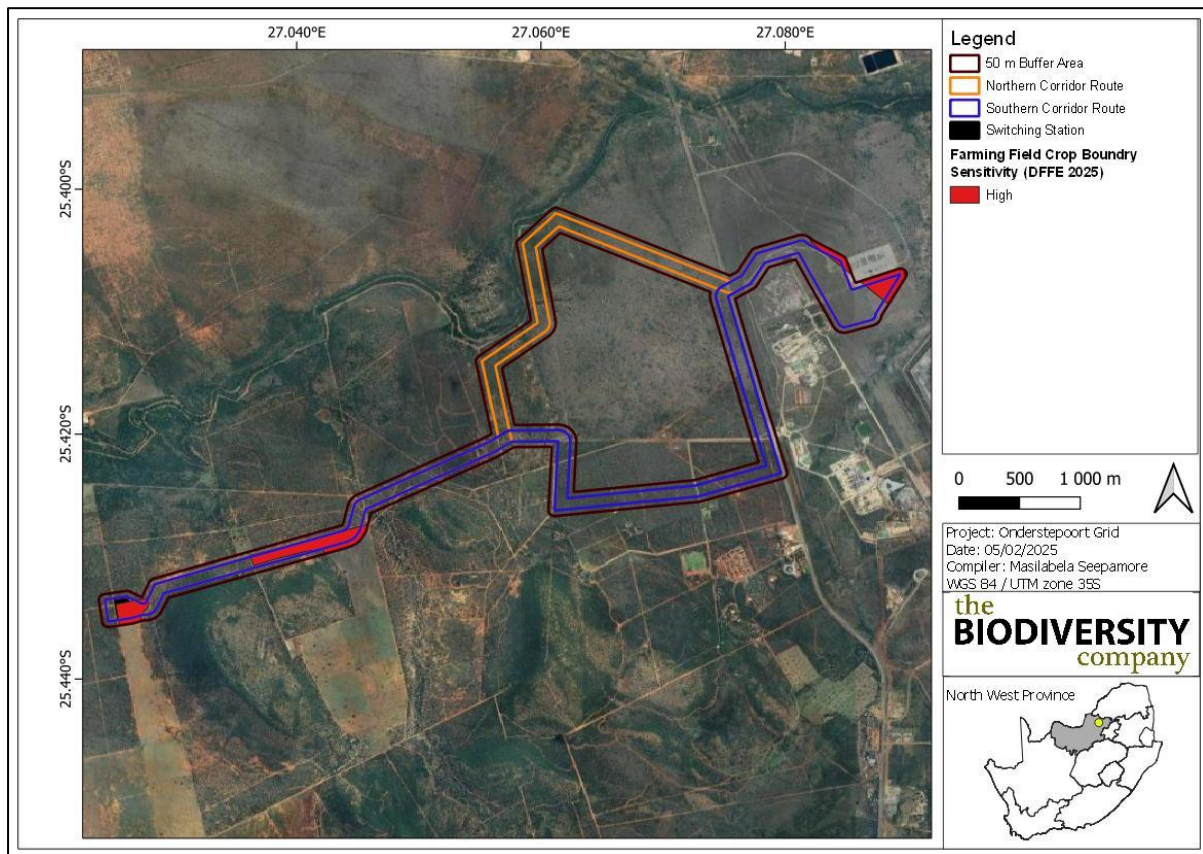 27.040°E
27.060°E
27.080°E
25.400°S
25.420°S
25.440°S
Legend
50 m Buffer Area
Northern Corridor Route
Southern Corridor Route
Switching Station
Farming Field Crop Boundry
Sensitivity (DFFE 2025)
High
0 500 1 000 m
Project: Onderstepoort Grid
Date: 05/02/2025
Compiler: Masilabela Seepamore
WGS 84 / UTM zone 35S
the
BIODIVERSITY
company
North West Province